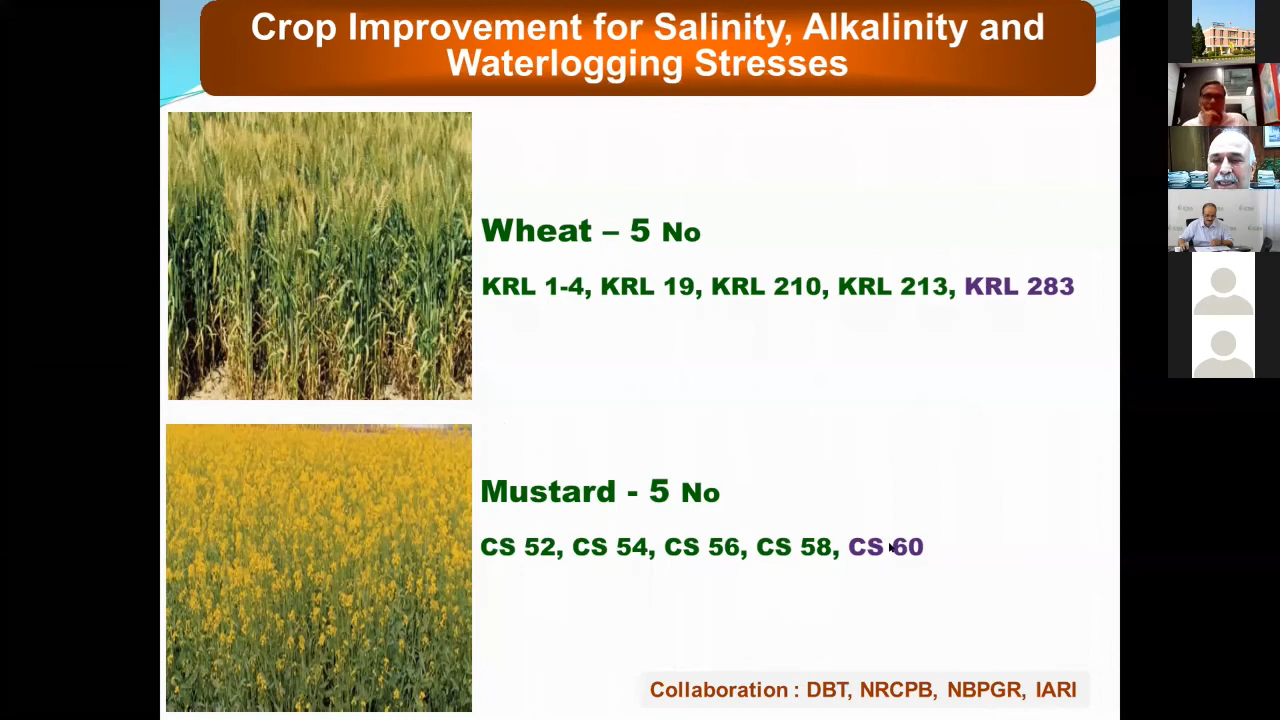 Crop Improvement for Salinity, Alkalinity and
Waterlogging Stresses
Wheat – 5 No
KRL 1-4, KRL 19, KRL 210, KRL 213, KRL 283
Mustard - 5 No
CS 52, CS 54, CS 56, CS 58, CS 60
Collaboration : DBT, NRCPB, NBPGR, IARI